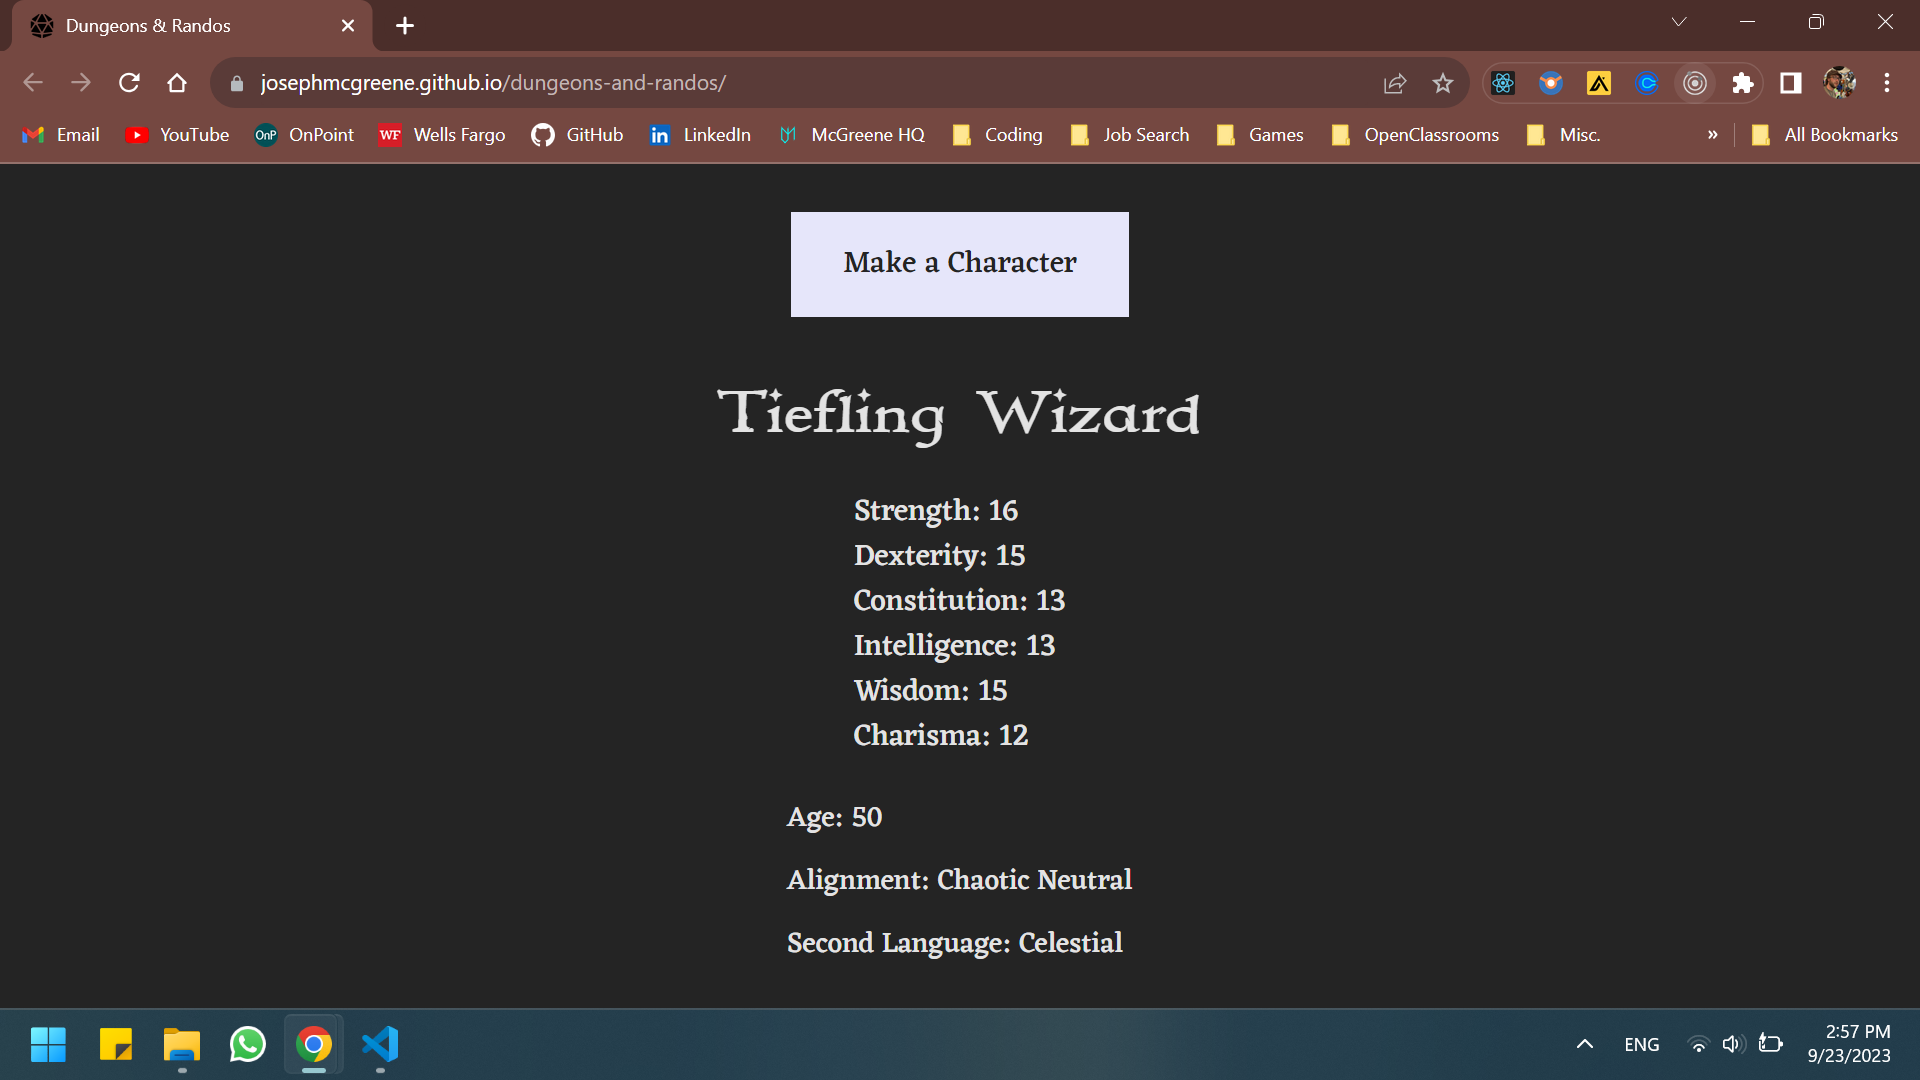 Dungeons & Randos
josephmcgreene.github.io/dungeons-and-randos/
Email YouTube OnP OnPoint WF Wells Fargo GitHub in LinkedIn McGreene HQ Coding Job Search Games OpenClassrooms Misc. » All Bookmarks
Make a Character
Tiefling Wizard
Strength: 16
Dexterity: 15
Constitution: 13
Intelligence: 13
Wisdom: 15
Charisma: 12
Age: 50
Alignment: Chaotic Neutral
Second Language: Celestial
ENG
2:57 PM
9/23/2023